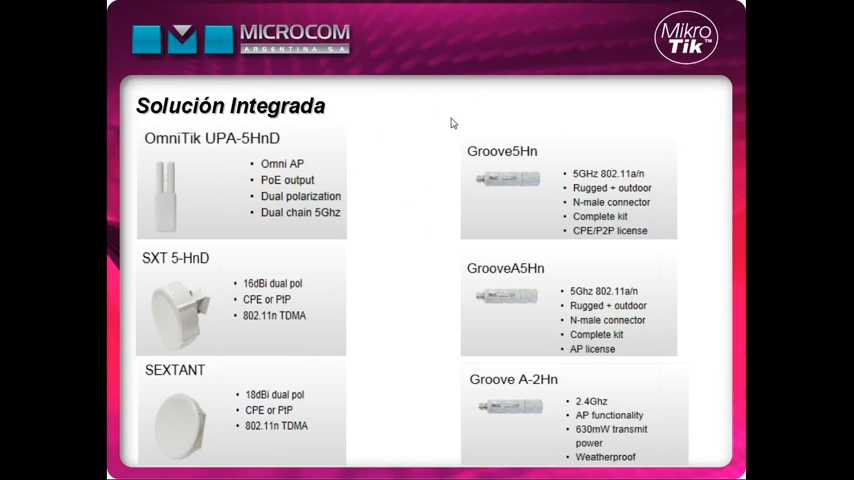 MICROCOM
ARGENTINA S.A
Mikro
Tik™
Solución Integrada
OmniTik UPA-5HnD
• Omni AP
• PoE output
• Dual polarization
• Dual chain 5Ghz
SXT 5-HnD
• 16dBi dual pol
• CPE or PtP
• 802.11n TDMA
SEXTANT
• 18dBi dual pol
• CPE or PtP
• 802.11n TDMA
Groove5Hn
• 5GHz 802.11a/n
• Rugged + outdoor
• N-male connector
• Complete kit
• CPE/P2P license
GrooveA5Hn
• 5Ghz 802.11a/n
• Rugged + outdoor
• N-male connector
• Complete kit
• AP license
Groove A-2Hn
• 2.4Ghz
• AP functionality
• 630mW transmit
power
• Weatherproof